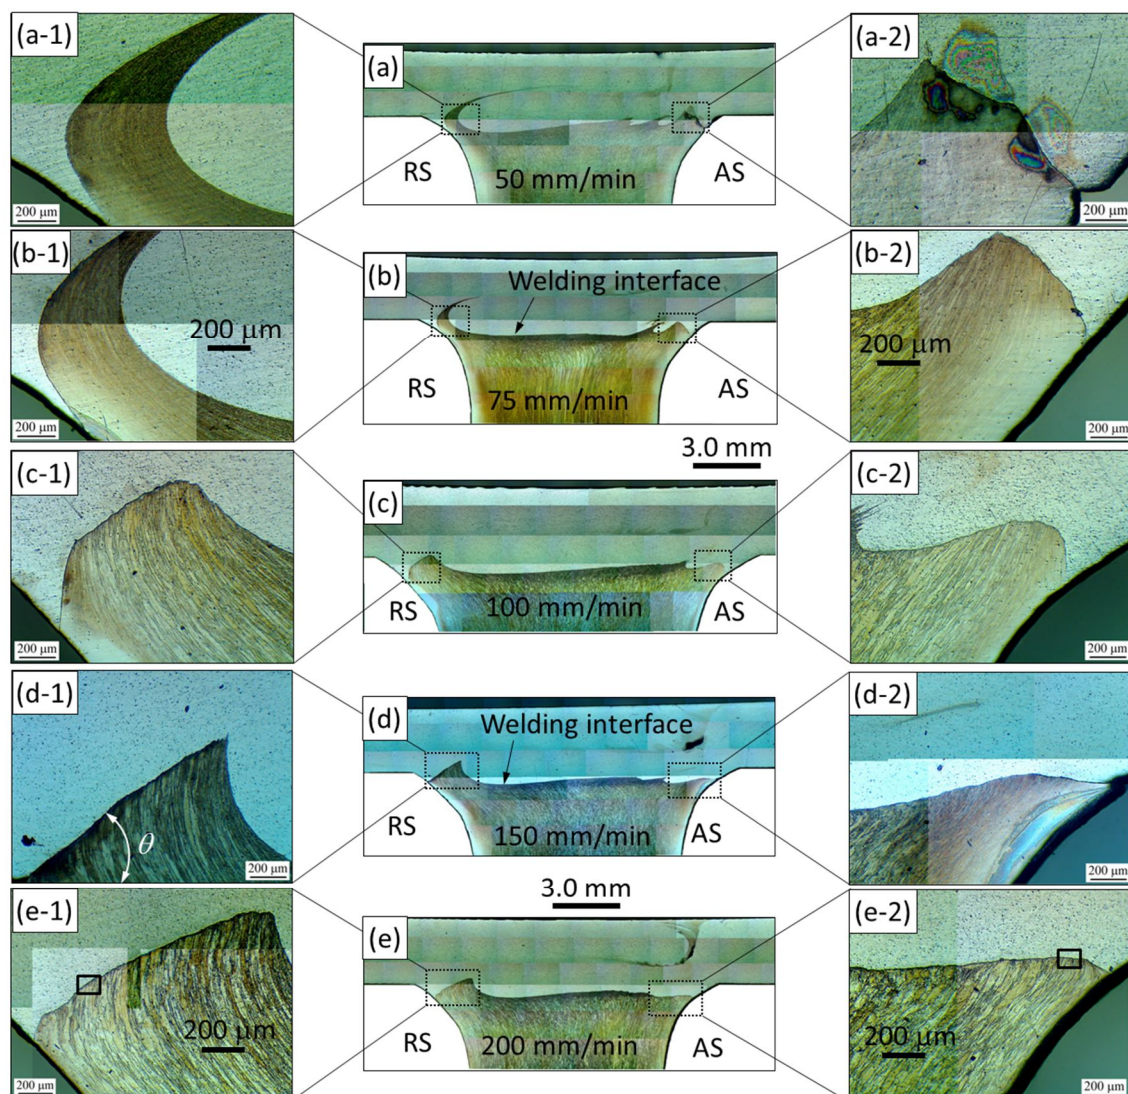 (a-1)
200 μm
(a)
RS
AS
50 mm/min
(a-2)
200 μm
(b-1)
200 μm
200 μm
(b)
Welding interface
RS
AS
75 mm/min
(b-2)
200 μm
200 μm
3.0 mm
(c-1)
200 μm
(c)
RS
AS
100 mm/min
(c-2)
200 μm
(d-1)
θ
200 μm
(d)
Welding interface
RS
AS
150 mm/min
(d-2)
200 μm
3.0 mm
(e-1)
200 μm
200 μm
(e)
RS
AS
200 mm/min
(e-2)
200 μm
200 μm